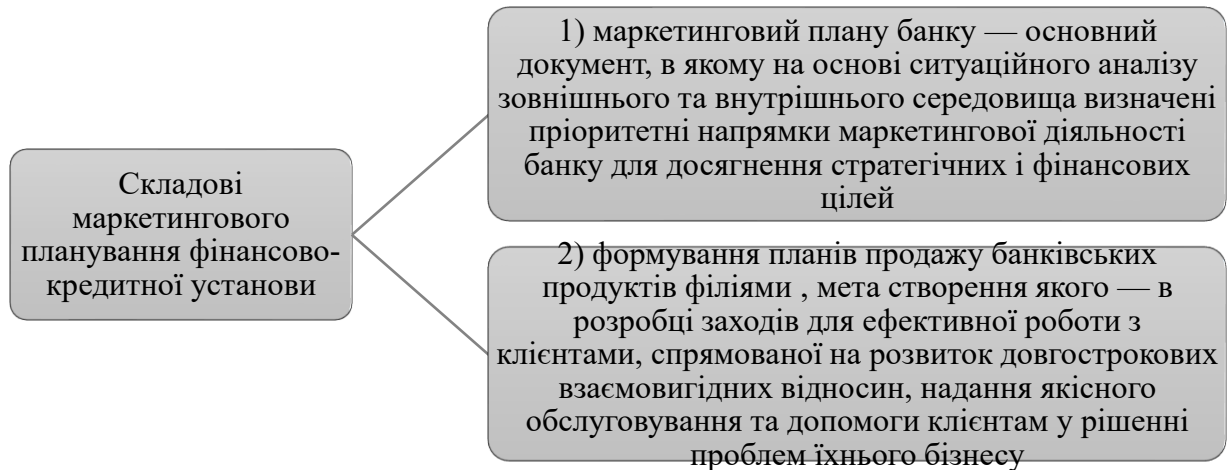 Складові
маркетингового
планування фінансово-
кредитної установи
1) маркетинговий плану банку — основний
документ, в якому на основі ситуаційного аналізу
зовнішнього та внутрішнього середовища визначені
пріоритетні напрямки маркетингової діяльності
банку для досягнення стратегічних і фінансових
цілей
2) формування планів продажу банківських
продуктів філіями , мета створення якого — в
розробці заходів для ефективної роботи з
клієнтами, спрямованої на розвиток довгострокових
взаємовигідних відносин, надання якісного
обслуговування та допомоги клієнтам у рішенні
проблем їхнього бізнесу